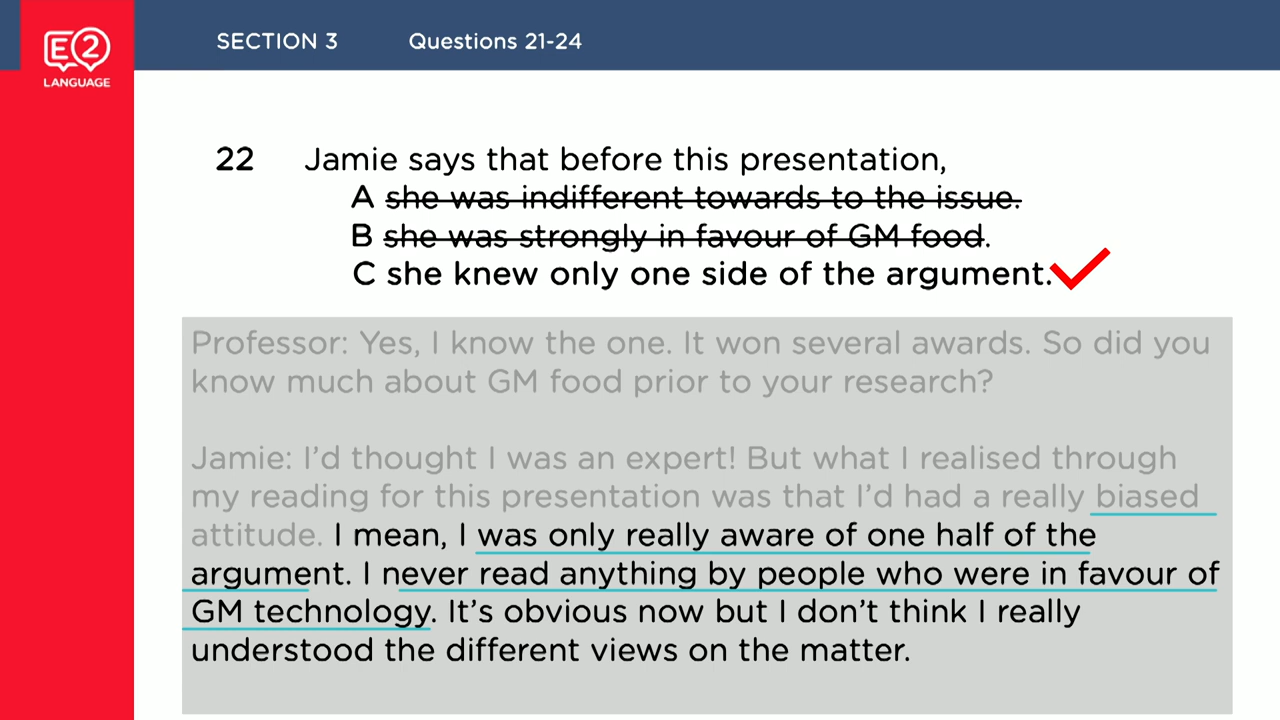 E2
LANGUAGE
SECTION 3 Questions 21-24
22 Jamie says that before this presentation,
A she was indifferent towards to the issue.
B she was strongly in favour of GM food.
C she knew only one side of the argument.
Professor: Yes, I know the one. It won several awards. So did you
know much about GM food prior to your research?
Jamie: I'd thought I was an expert! But what I realised through
my reading for this presentation was that I'd had a really biased
attitude. I mean, I was only really aware of one half of the
argument. I never read anything by people who were in favour of
GM technology. It's obvious now but I don't think I really
understood the different views on the matter.